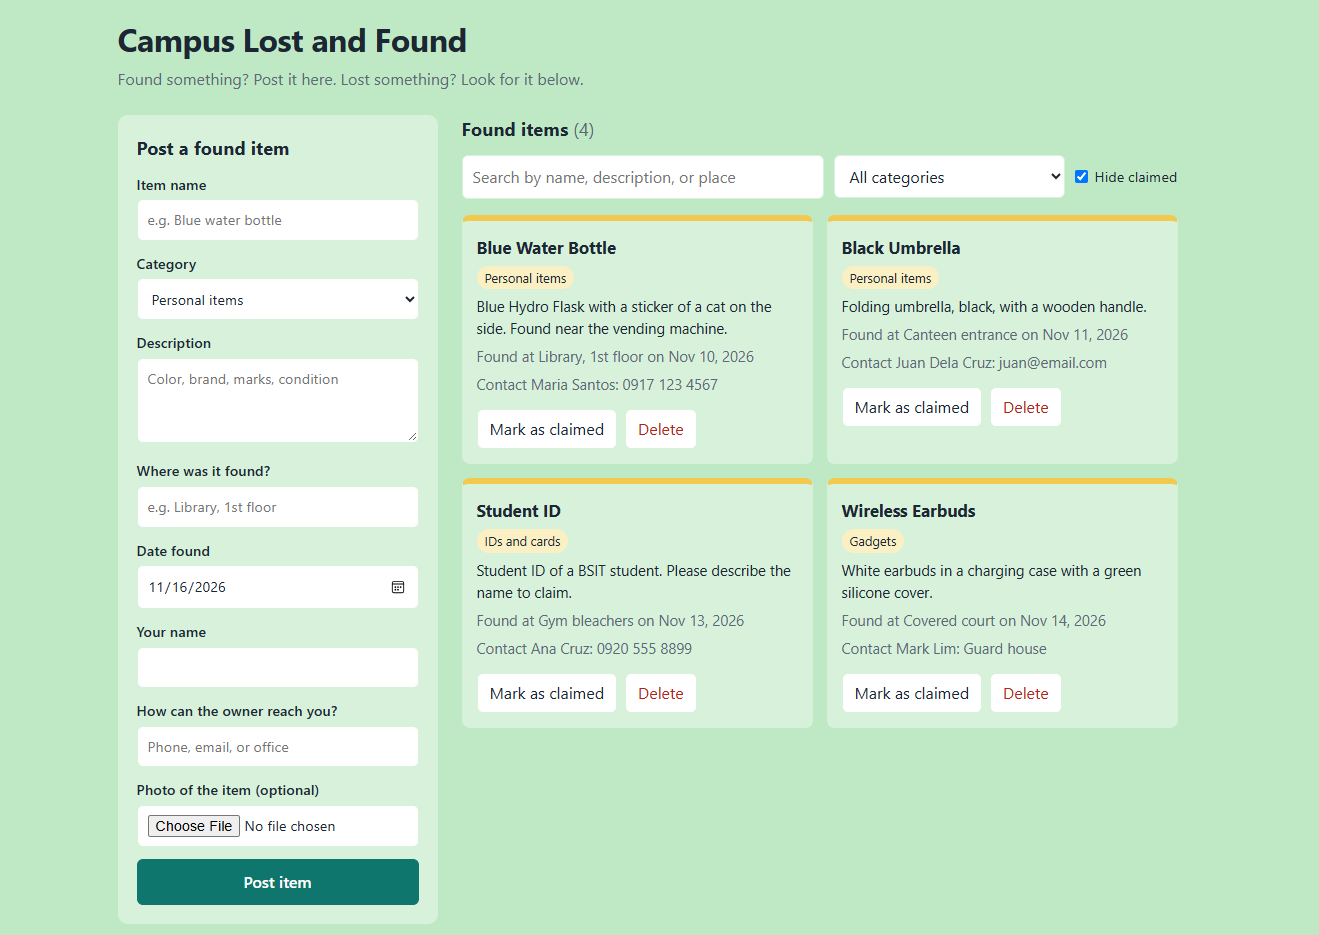 Campus Lost and Found
Found something? Post it here. Lost something? Look for it below.
Post a found item
Item name
e.g. Blue water bottle
Category
Personal items
Description
Color, brand, marks, condition
Where was it found?
e.g. Library, 1st floor
Date found
11/16/2026
Your name
How can the owner reach you?
Phone, email, or office
Photo of the item (optional)
Choose File No file chosen
Post item
Found items (4)
Search by name, description, or place
All categories
Hide claimed
Blue Water Bottle
Personal items
Blue Hydro Flask with a sticker of a cat on the
side. Found near the vending machine.
Found at Library, 1st floor on Nov 10, 2026
Contact Maria Santos: 0917 123 4567
Mark as claimed Delete
Black Umbrella
Personal items
Folding umbrella, black, with a wooden handle.
Found at Canteen entrance on Nov 11, 2026
Contact Juan Dela Cruz: juan@email.com
Mark as claimed Delete
Student ID
IDs and cards
Student ID of a BSIT student. Please describe the
name to claim.
Found at Gym bleachers on Nov 13, 2026
Contact Ana Cruz: 0920 555 8899
Mark as claimed Delete
Wireless Earbuds
Gadgets
White earbuds in a charging case with a green
silicone cover.
Found at Covered court on Nov 14, 2026
Contact Mark Lim: Guard house
Mark as claimed Delete